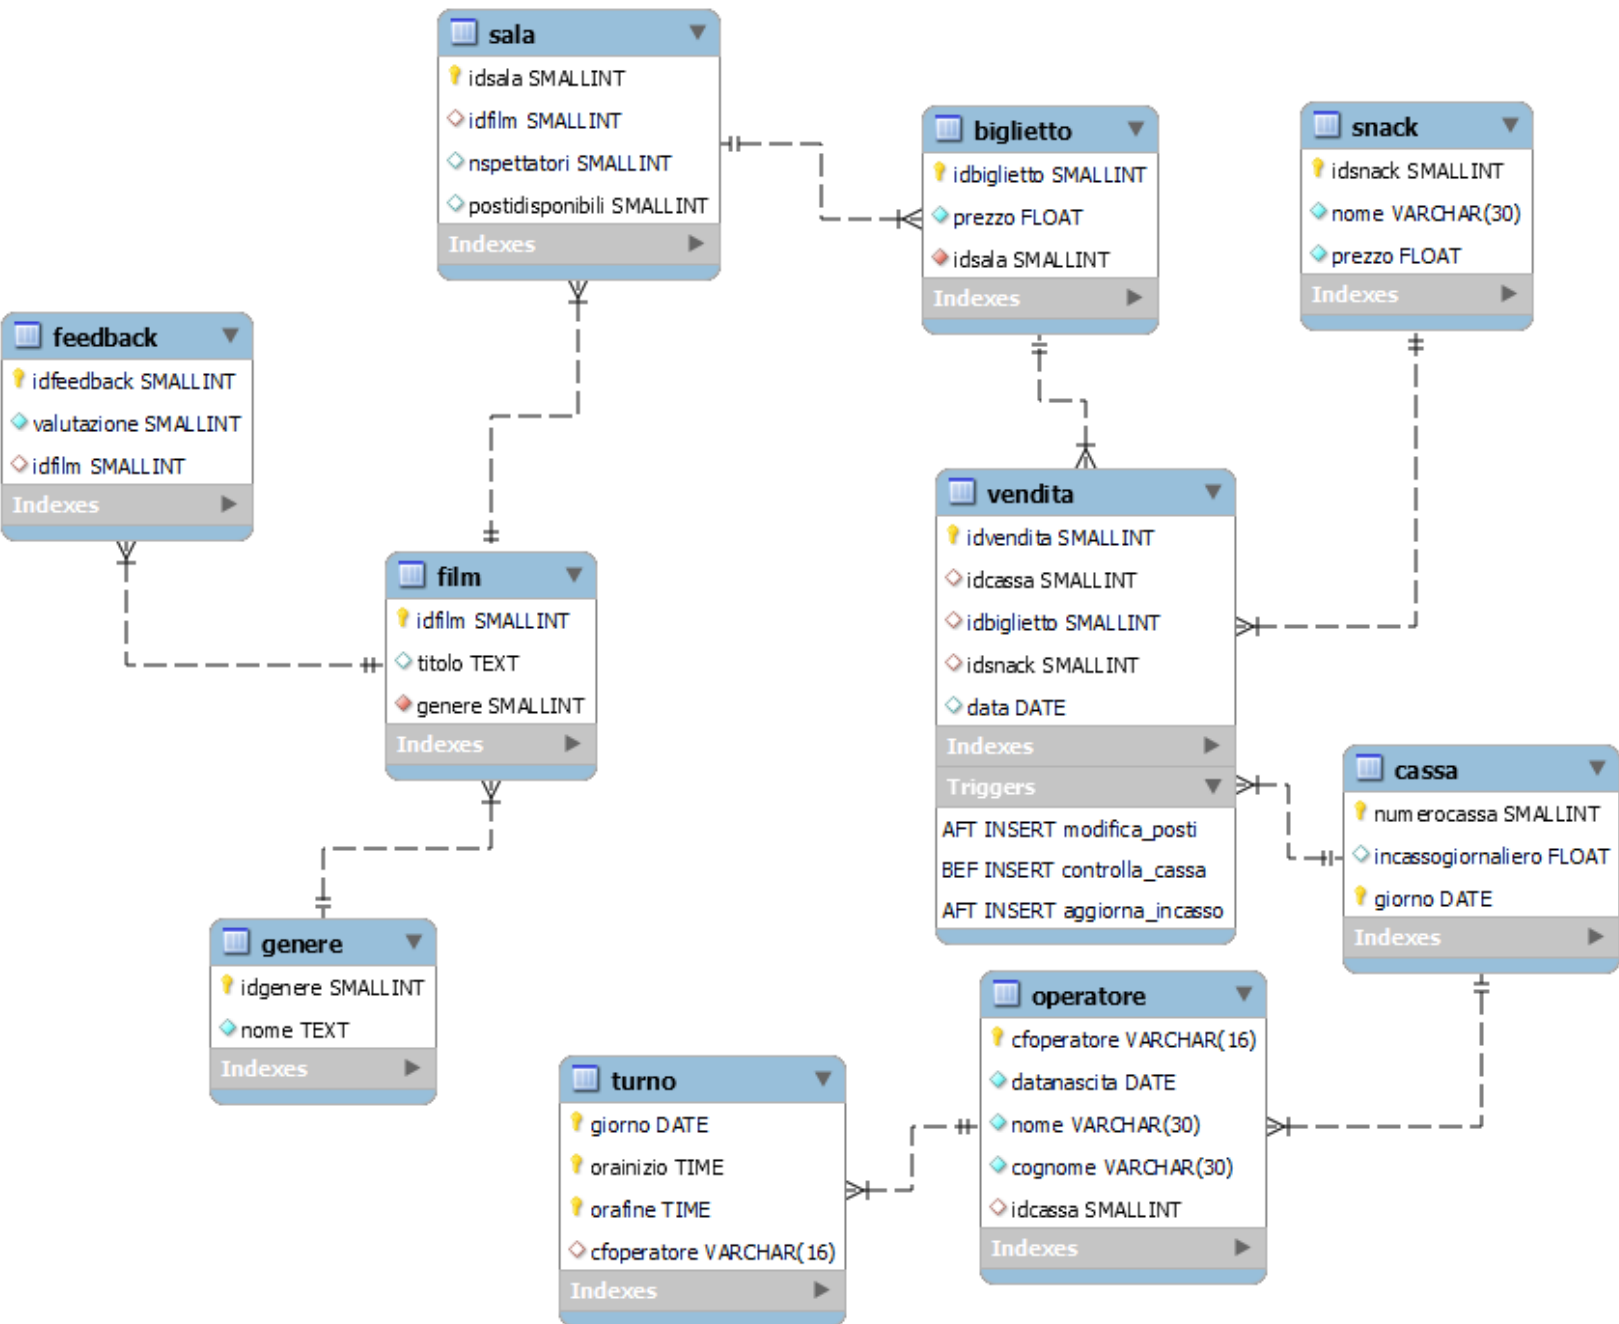 sala
idsala SMALLINT
idfilm SMALLINT
nspettatori SMALLINT
postidisponibili SMALLINT
Indexes
biglietto
idbiglietto SMALLINT
prezzo FLOAT
idsala SMALLINT
Indexes
snack
idsnack SMALLINT
nome VARCHAR(30)
prezzo FLOAT
Indexes
feedback
idfeedback SMALLINT
valutazione SMALLINT
idfilm SMALLINT
Indexes
film
idfilm SMALLINT
titolo TEXT
genere SMALLINT
Indexes
vendita
idvendita SMALLINT
idcassa SMALLINT
idbiglietto SMALLINT
idsnack SMALLINT
data DATE
Indexes
Triggers
AFT INSERT modifica_posti
BEF INSERT controlla_cassa
AFT INSERT aggiorna_incasso
cassa
numerocassa SMALLINT
incassogiornaliero FLOAT
giorno DATE
Indexes
genere
idgenere SMALLINT
nome TEXT
Indexes
operatore
cfoperatore VARCHAR(16)
datanascita DATE
nome VARCHAR(30)
cognome VARCHAR(30)
idcassa SMALLINT
Indexes
turno
giorno DATE
orainizio TIME
orafine TIME
cfoperatore VARCHAR(16)
Indexes